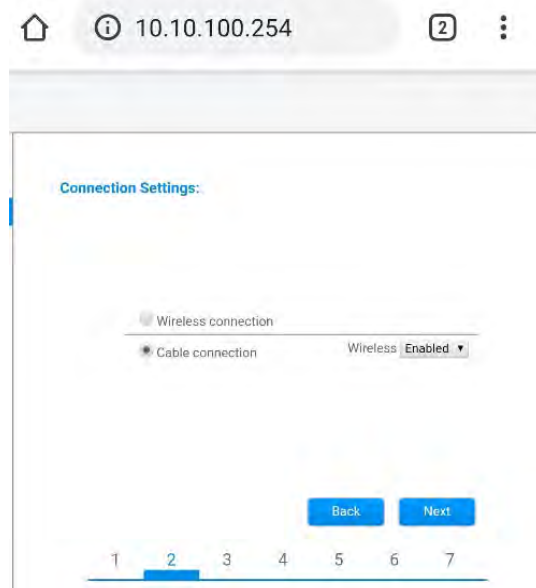 10.10.100.254 2
Connection Settings:
Wireless connection
Cable connection Wireless Enabled
Back Next
1 2 3 4 5 6 7